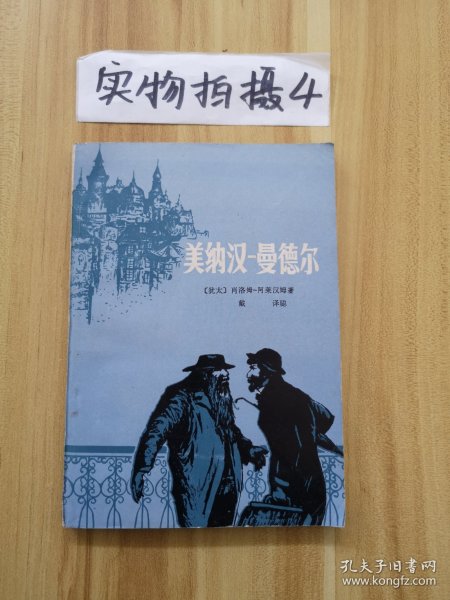 实物拍摄4
美纳汉-曼德尔
〔犹太〕肖洛姆-阿莱汉姆著
戴 译
孔夫子旧书网
www.kongfz.com